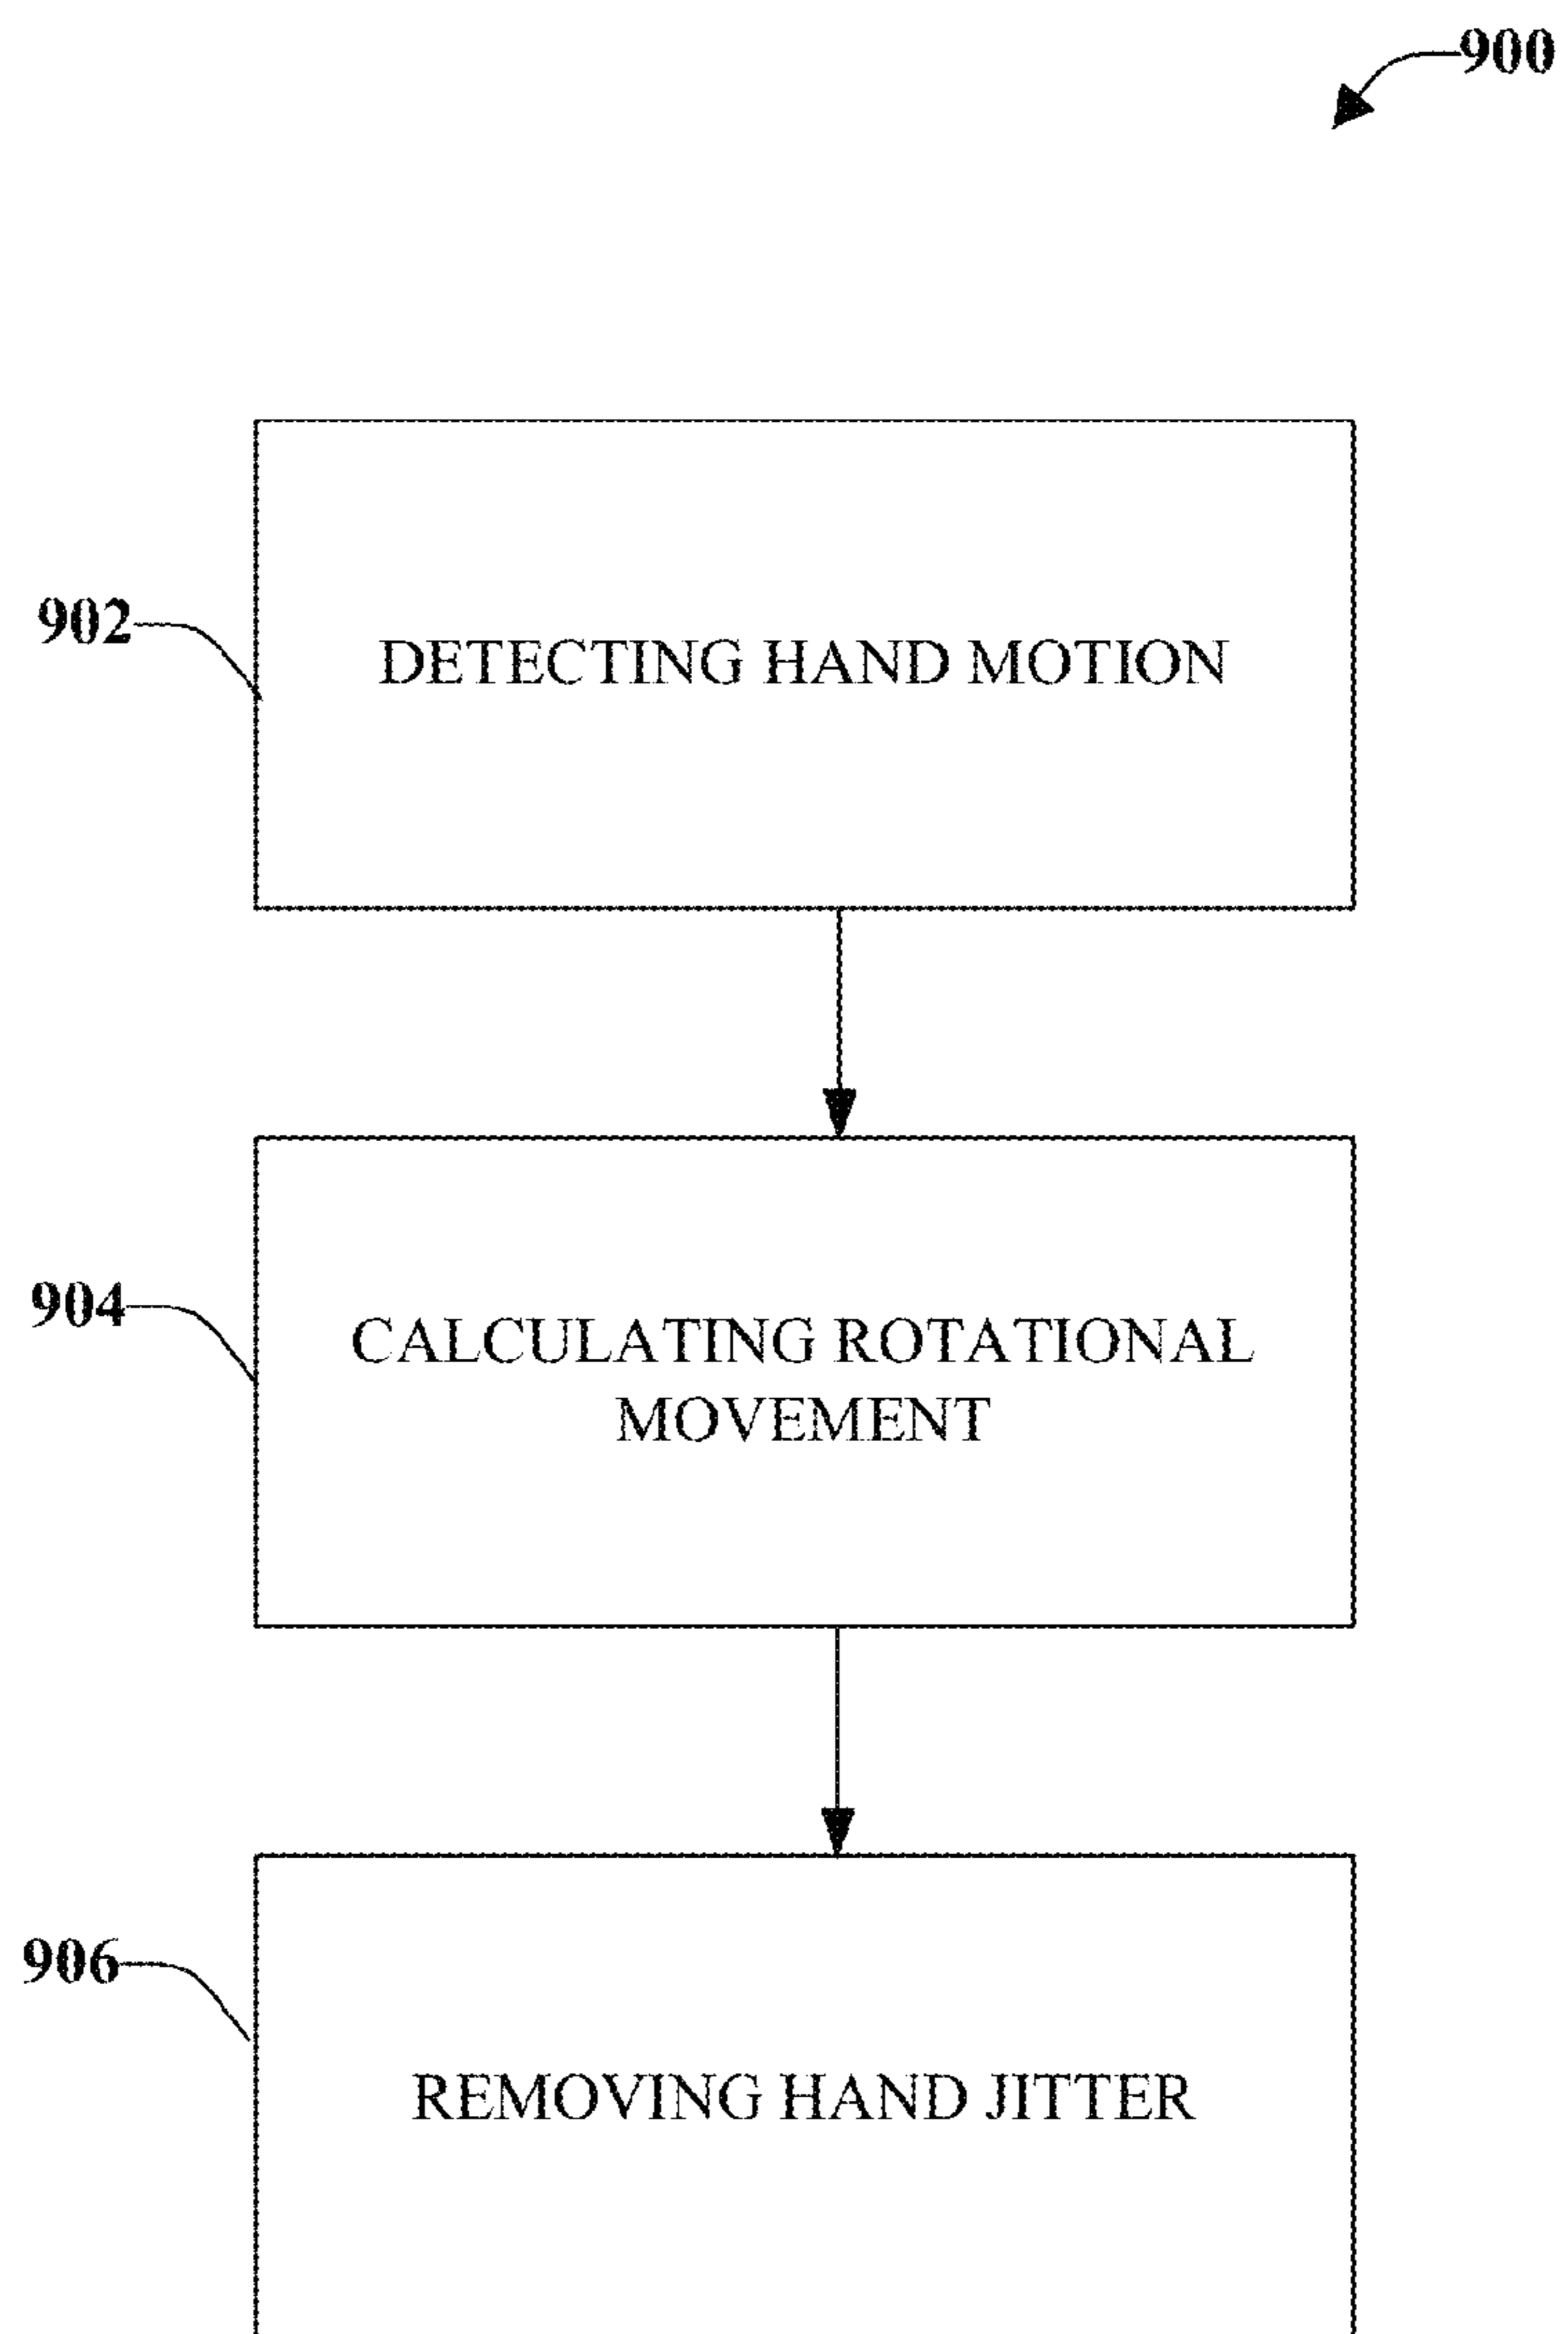 900
902
DETECTING HAND MOTION
904
CALCULATING ROTATIONAL
MOVEMENT
906
REMOVING HAND JITTER